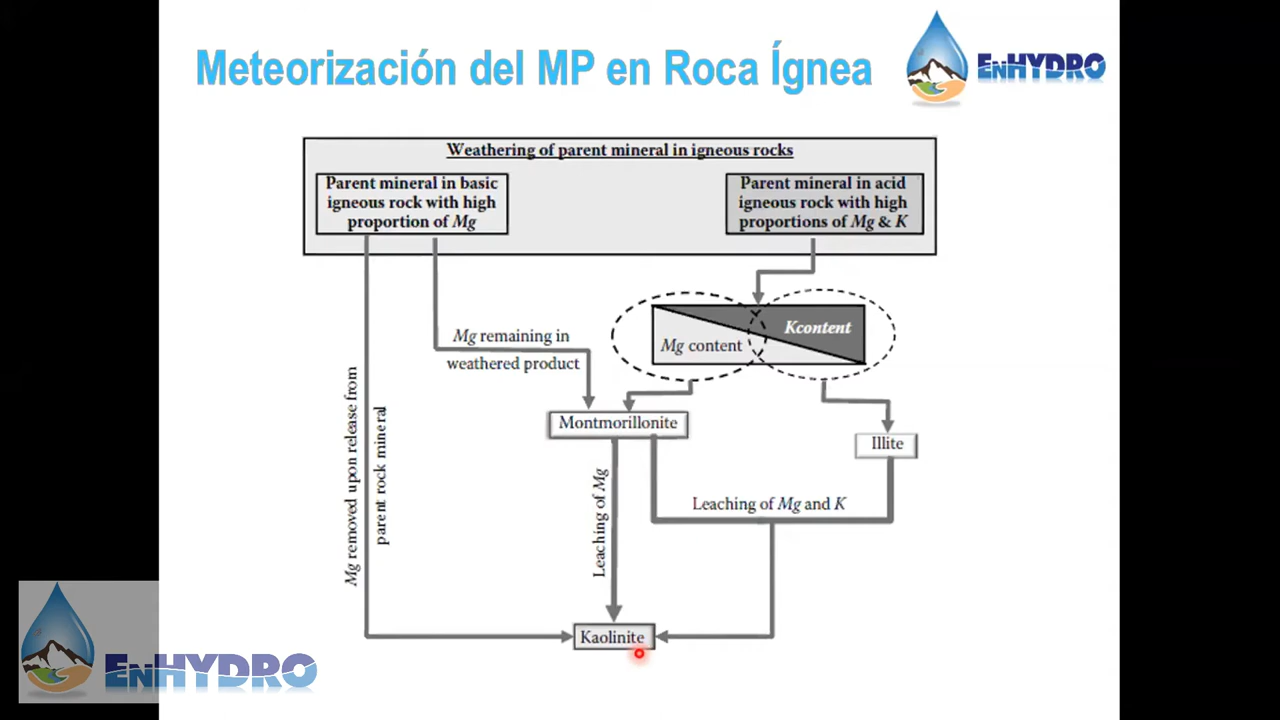 Meteorización del MP en Roca Ígnea
EnHYDRO
Weathering of parent mineral in igneous rocks
Parent mineral in basic
igneous rock with high
proportion of Mg
Parent mineral in acid
igneous rock with high
proportions of Mg & K
Kcontent
Mg content
Mg remaining in
weathered product
Montmorillonite
Illite
Mg removed upon release from
parent rock mineral
Leaching of Mg
Leaching of Mg and K
Kaolinite
EnHYDRO